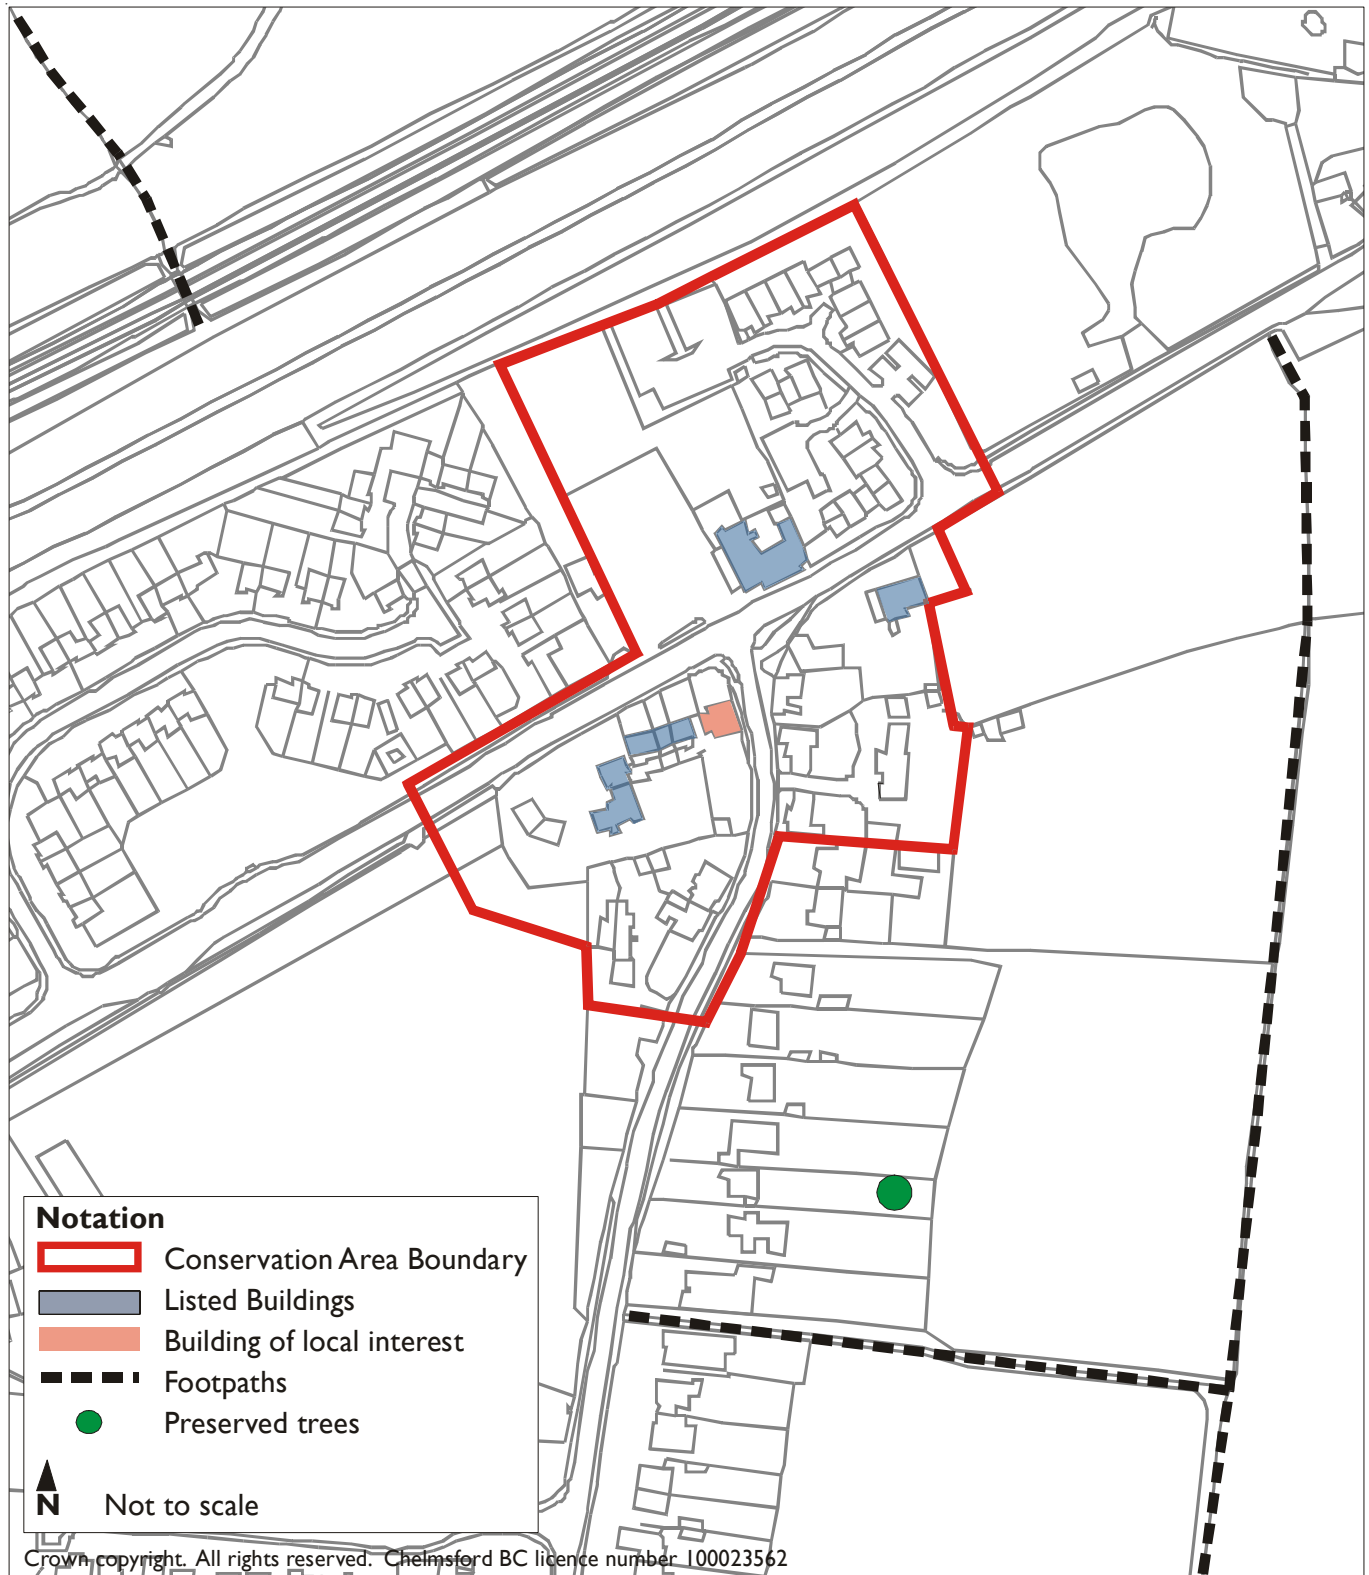 Notation
Conservation Area Boundary
Listed Buildings
Building of local interest
Footpaths
Preserved trees
N Not to scale
Crown copyright. All rights reserved. Chelmsford BC licence number 100023562